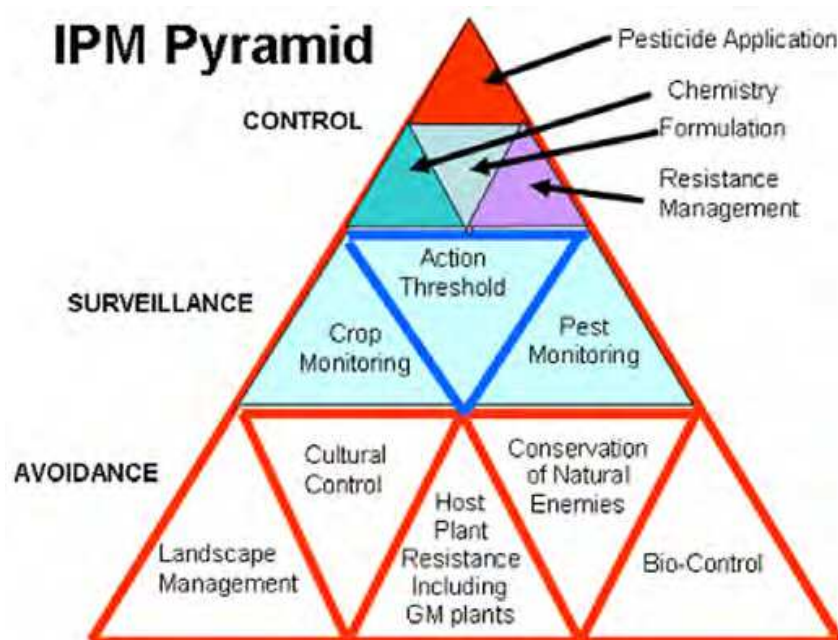 IPM Pyramid
Pesticide Application
Chemistry
CONTROL
Formulation
Resistance
Management
Action
Threshold
SURVEILLANCE
Crop
Monitoring
Pest
Monitoring
AVOIDANCE
Cultural
Control
Conservation
of Natural
Enemies
Landscape
Management
Host
Plant
Resistance
Including
GM plants
Bio-Control